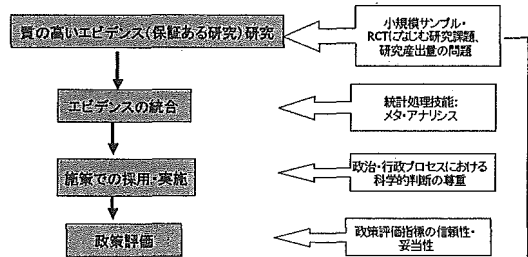 質の高いエビデンス(保証ある研究)研究
小規模サンプル・
RCTになじむ研究課題、
研究産出量の問題
エビデンスの統合
統計処理技能:
メタ・アナリシス
施策での採用・実施
政治・行政プロセスにおける
科学的判断の尊重
政策評価
政策評価指標の信頼性・
妥当性